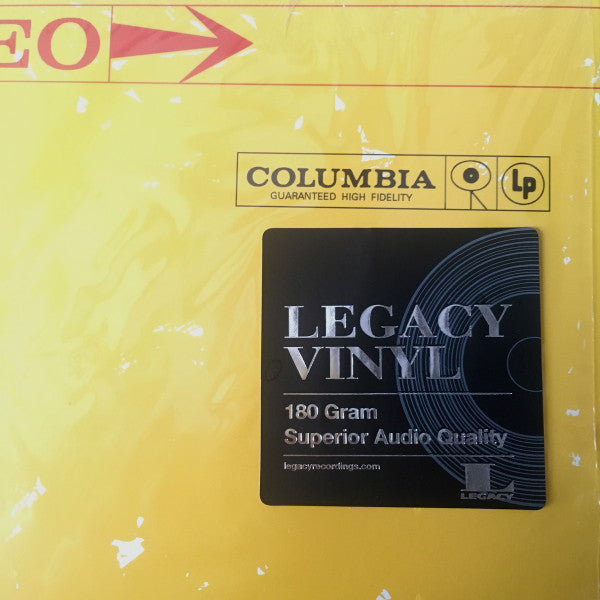 EO
COLUMBIA
GUARANTEED HIGH FIDELITY
Lp
LEGACY
VINYL
180 Gram
Superior Audio Quality
legacyrecordings.com
L
LEGACY